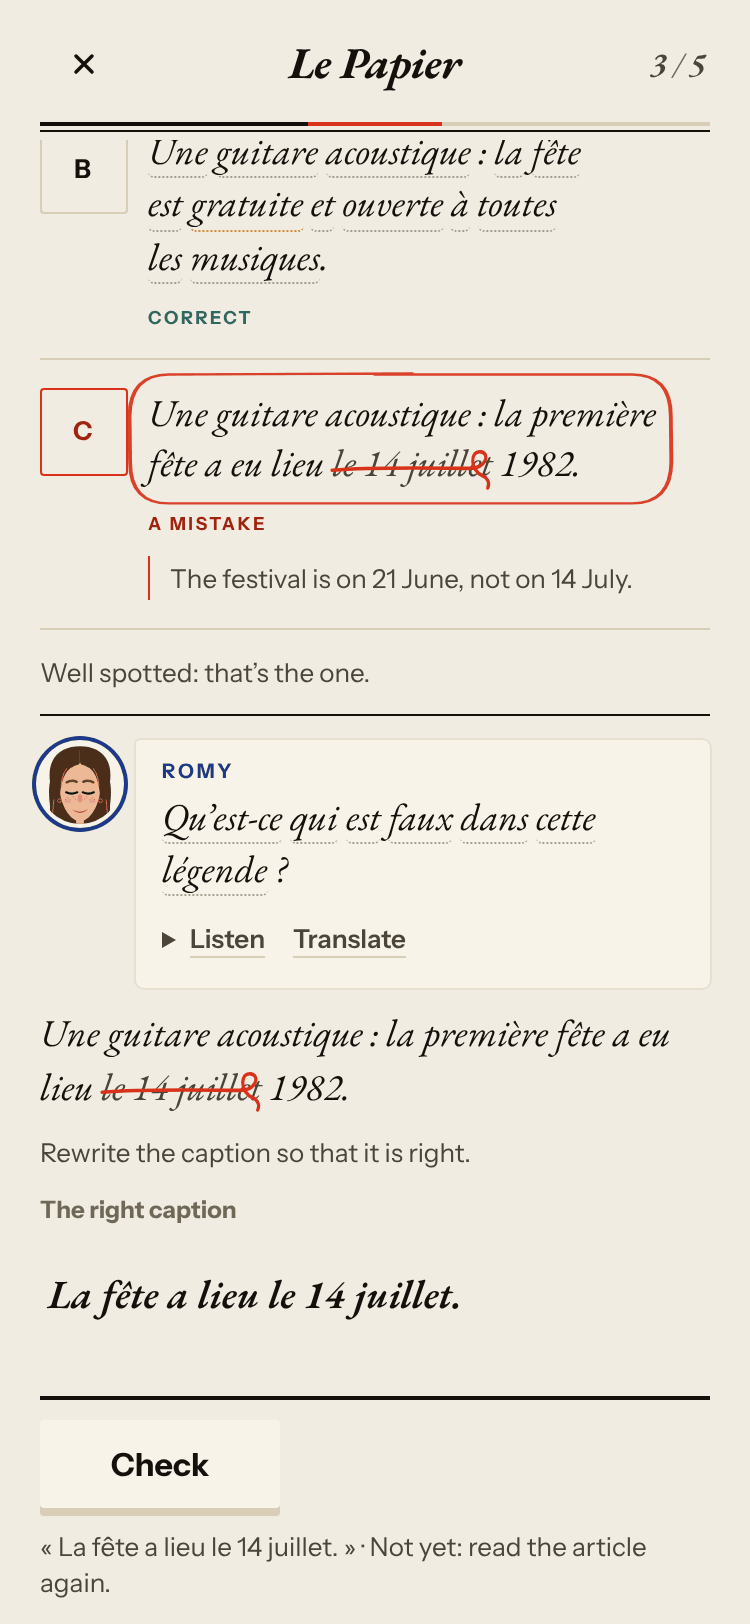 Le Papier
3 / 5
B
Une guitare acoustique : la fête
est gratuite et ouverte à toutes
les musiques.
CORRECT
C
Une guitare acoustique : la première
fête a eu lieu le 14 juillet 1982.
A MISTAKE
The festival is on 21 June, not on 14 July.
Well spotted: that’s the one.
ROMY
Qu’est-ce qui est faux dans cette
légende ?
Listen Translate
Une guitare acoustique : la première fête a eu
lieu le 14 juillet 1982.
Rewrite the caption so that it is right.
The right caption
La fête a lieu le 14 juillet.
Check
« La fête a lieu le 14 juillet. » · Not yet: read the article
again.